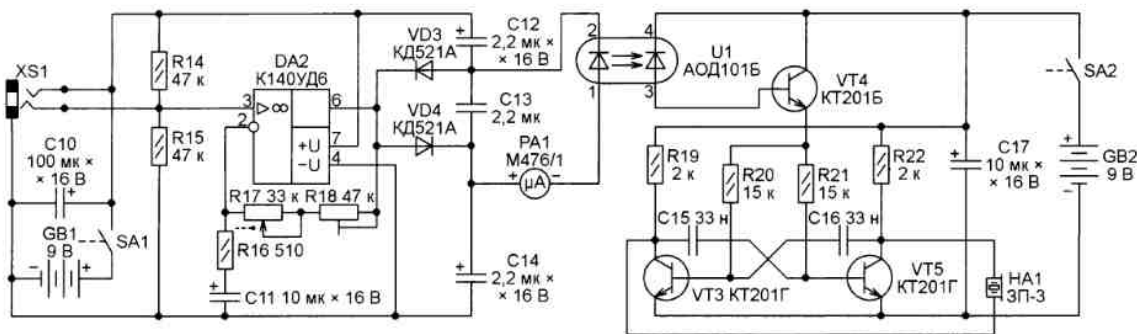 XS1
C10
100 мк ×
× 16 В
GB1
9 В
SA1
R14
47 к
R15
47 к
DA2
К140УД6
3
▷∞
2
6
7
+U
4
−U
R17 33 к
R18 47 к
R16 510
C11 10 мк × 16 В
VD3
КД521А
VD4
КД521А
C12
2,2 мк ×
× 16 В
C13
2,2 мк
PA1
М476/1
+
μA
−
C14
2,2 мк ×
× 16 В
2
4
1
3
U1
АОД101Б
VT4
КТ201Б
R19
2 к
R20
15 к
R21
15 к
R22
2 к
C15 33 н
C16 33 н
VT3 КТ201Г
VT5
КТ201Г
C17
10 мк ×
× 16 В
HA1
ЗП-3
SA2
GB2
9 В